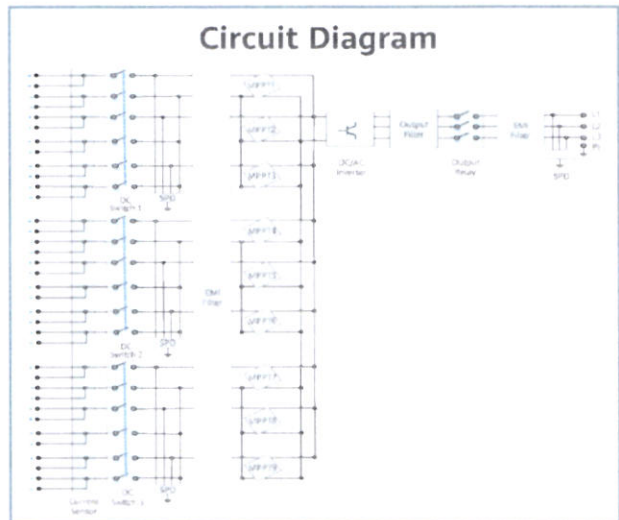 Circuit Diagram
MPPT1
MPPT2
MPPT3
DC
Switch 1
SPD
DC/AC
Inverter
Output
Filter
Output
Relay
EMI
Filter
SPD
L1
L2
L3
PE
MPPT4
MPPT5
MPPT6
EMI
Filter
DC
Switch 2
SPD
MPPT7
MPPT8
MPPT9
Current
Sensor
DC
Switch 3
SPD